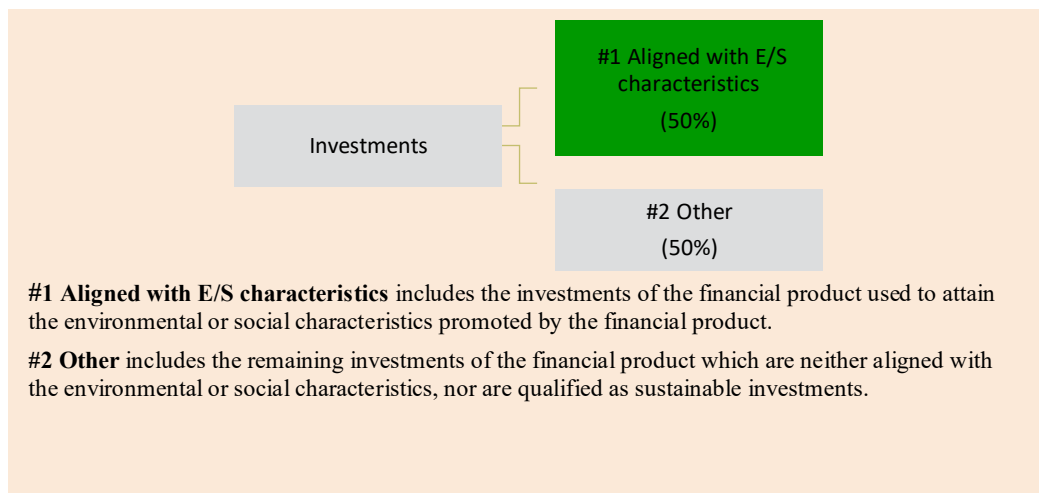 #1 Aligned with E/S
characteristics
(50%)
Investments
#2 Other
(50%)
#1 Aligned with E/S characteristics includes the investments of the financial product used to attain
the environmental or social characteristics promoted by the financial product.
#2 Other includes the remaining investments of the financial product which are neither aligned with
the environmental or social characteristics, nor are qualified as sustainable investments.